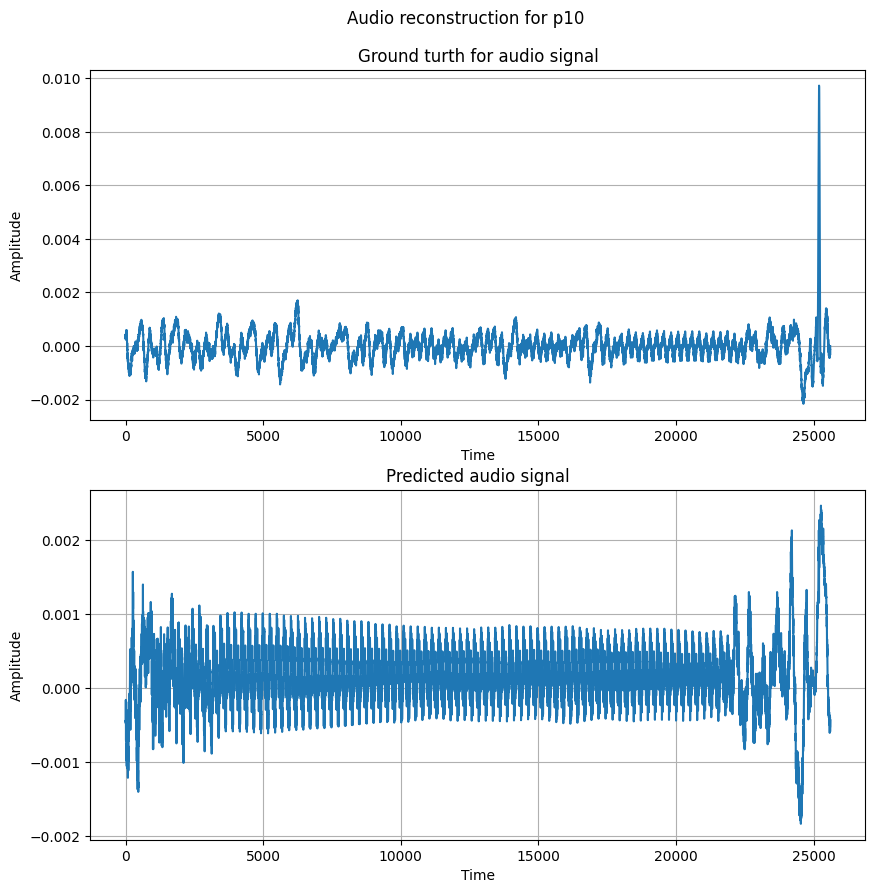 Audio reconstruction for p10
Ground turth for audio signal
0.010
0.008
0.006
0.004
0.002
0.000
−0.002
Amplitude
0 5000 10000 15000 20000 25000
Time
Predicted audio signal
0.002
0.001
0.000
−0.001
−0.002
Amplitude
0 5000 10000 15000 20000 25000
Time